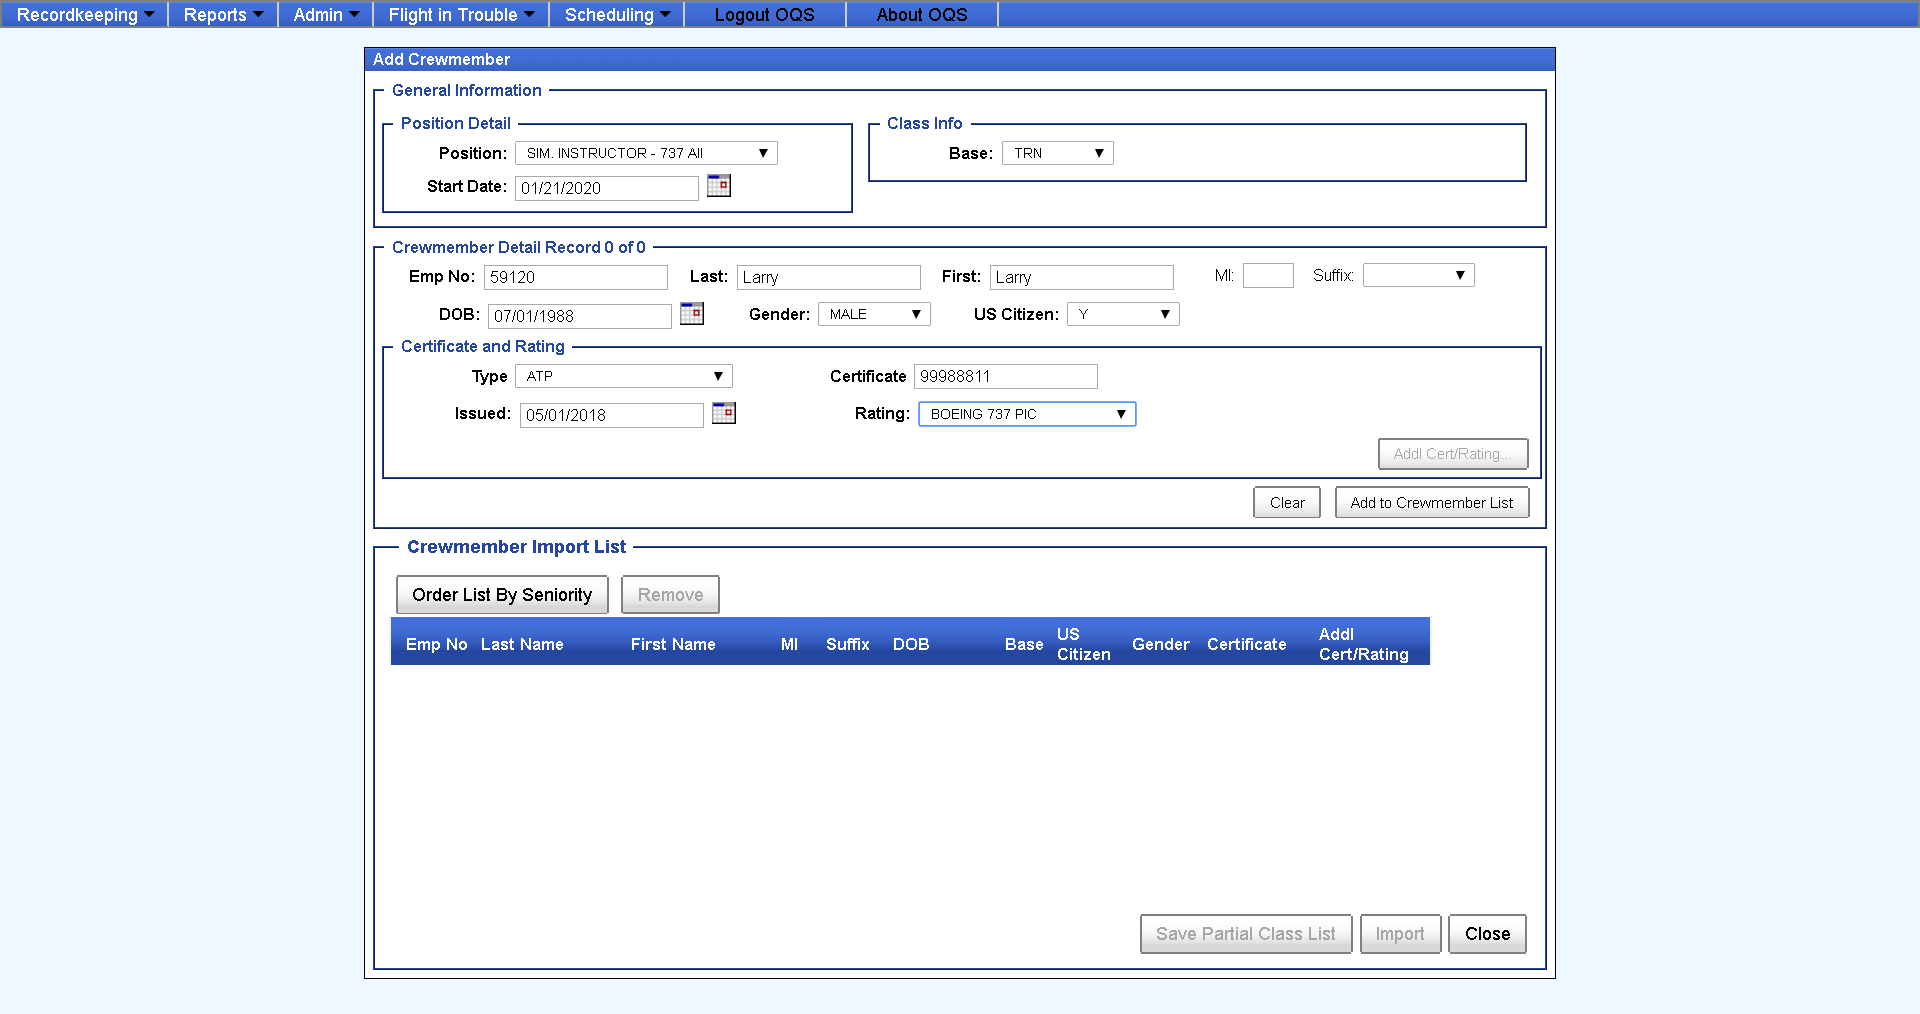 Recordkeeping Reports Admin Flight in Trouble Scheduling Logout OQS About OQS
Add Crewmember
General Information
Position Detail
Position: SIM. INSTRUCTOR - 737 All
Start Date: 01/21/2020
Class Info
Base: TRN
Crewmember Detail Record 0 of 0
Emp No: 59120 Last: Larry First: Larry MI: Suffix:
DOB: 07/01/1988 Gender: MALE US Citizen: Y
Certificate and Rating
Type ATP Certificate 99988811
Issued: 05/01/2018 Rating: BOEING 737 PIC
Addl Cert/Rating...
Clear Add to Crewmember List
Crewmember Import List
Order List By Seniority Remove
Emp No Last Name First Name MI Suffix DOB Base US Citizen Gender Certificate Addl Cert/Rating
Save Partial Class List Import Close